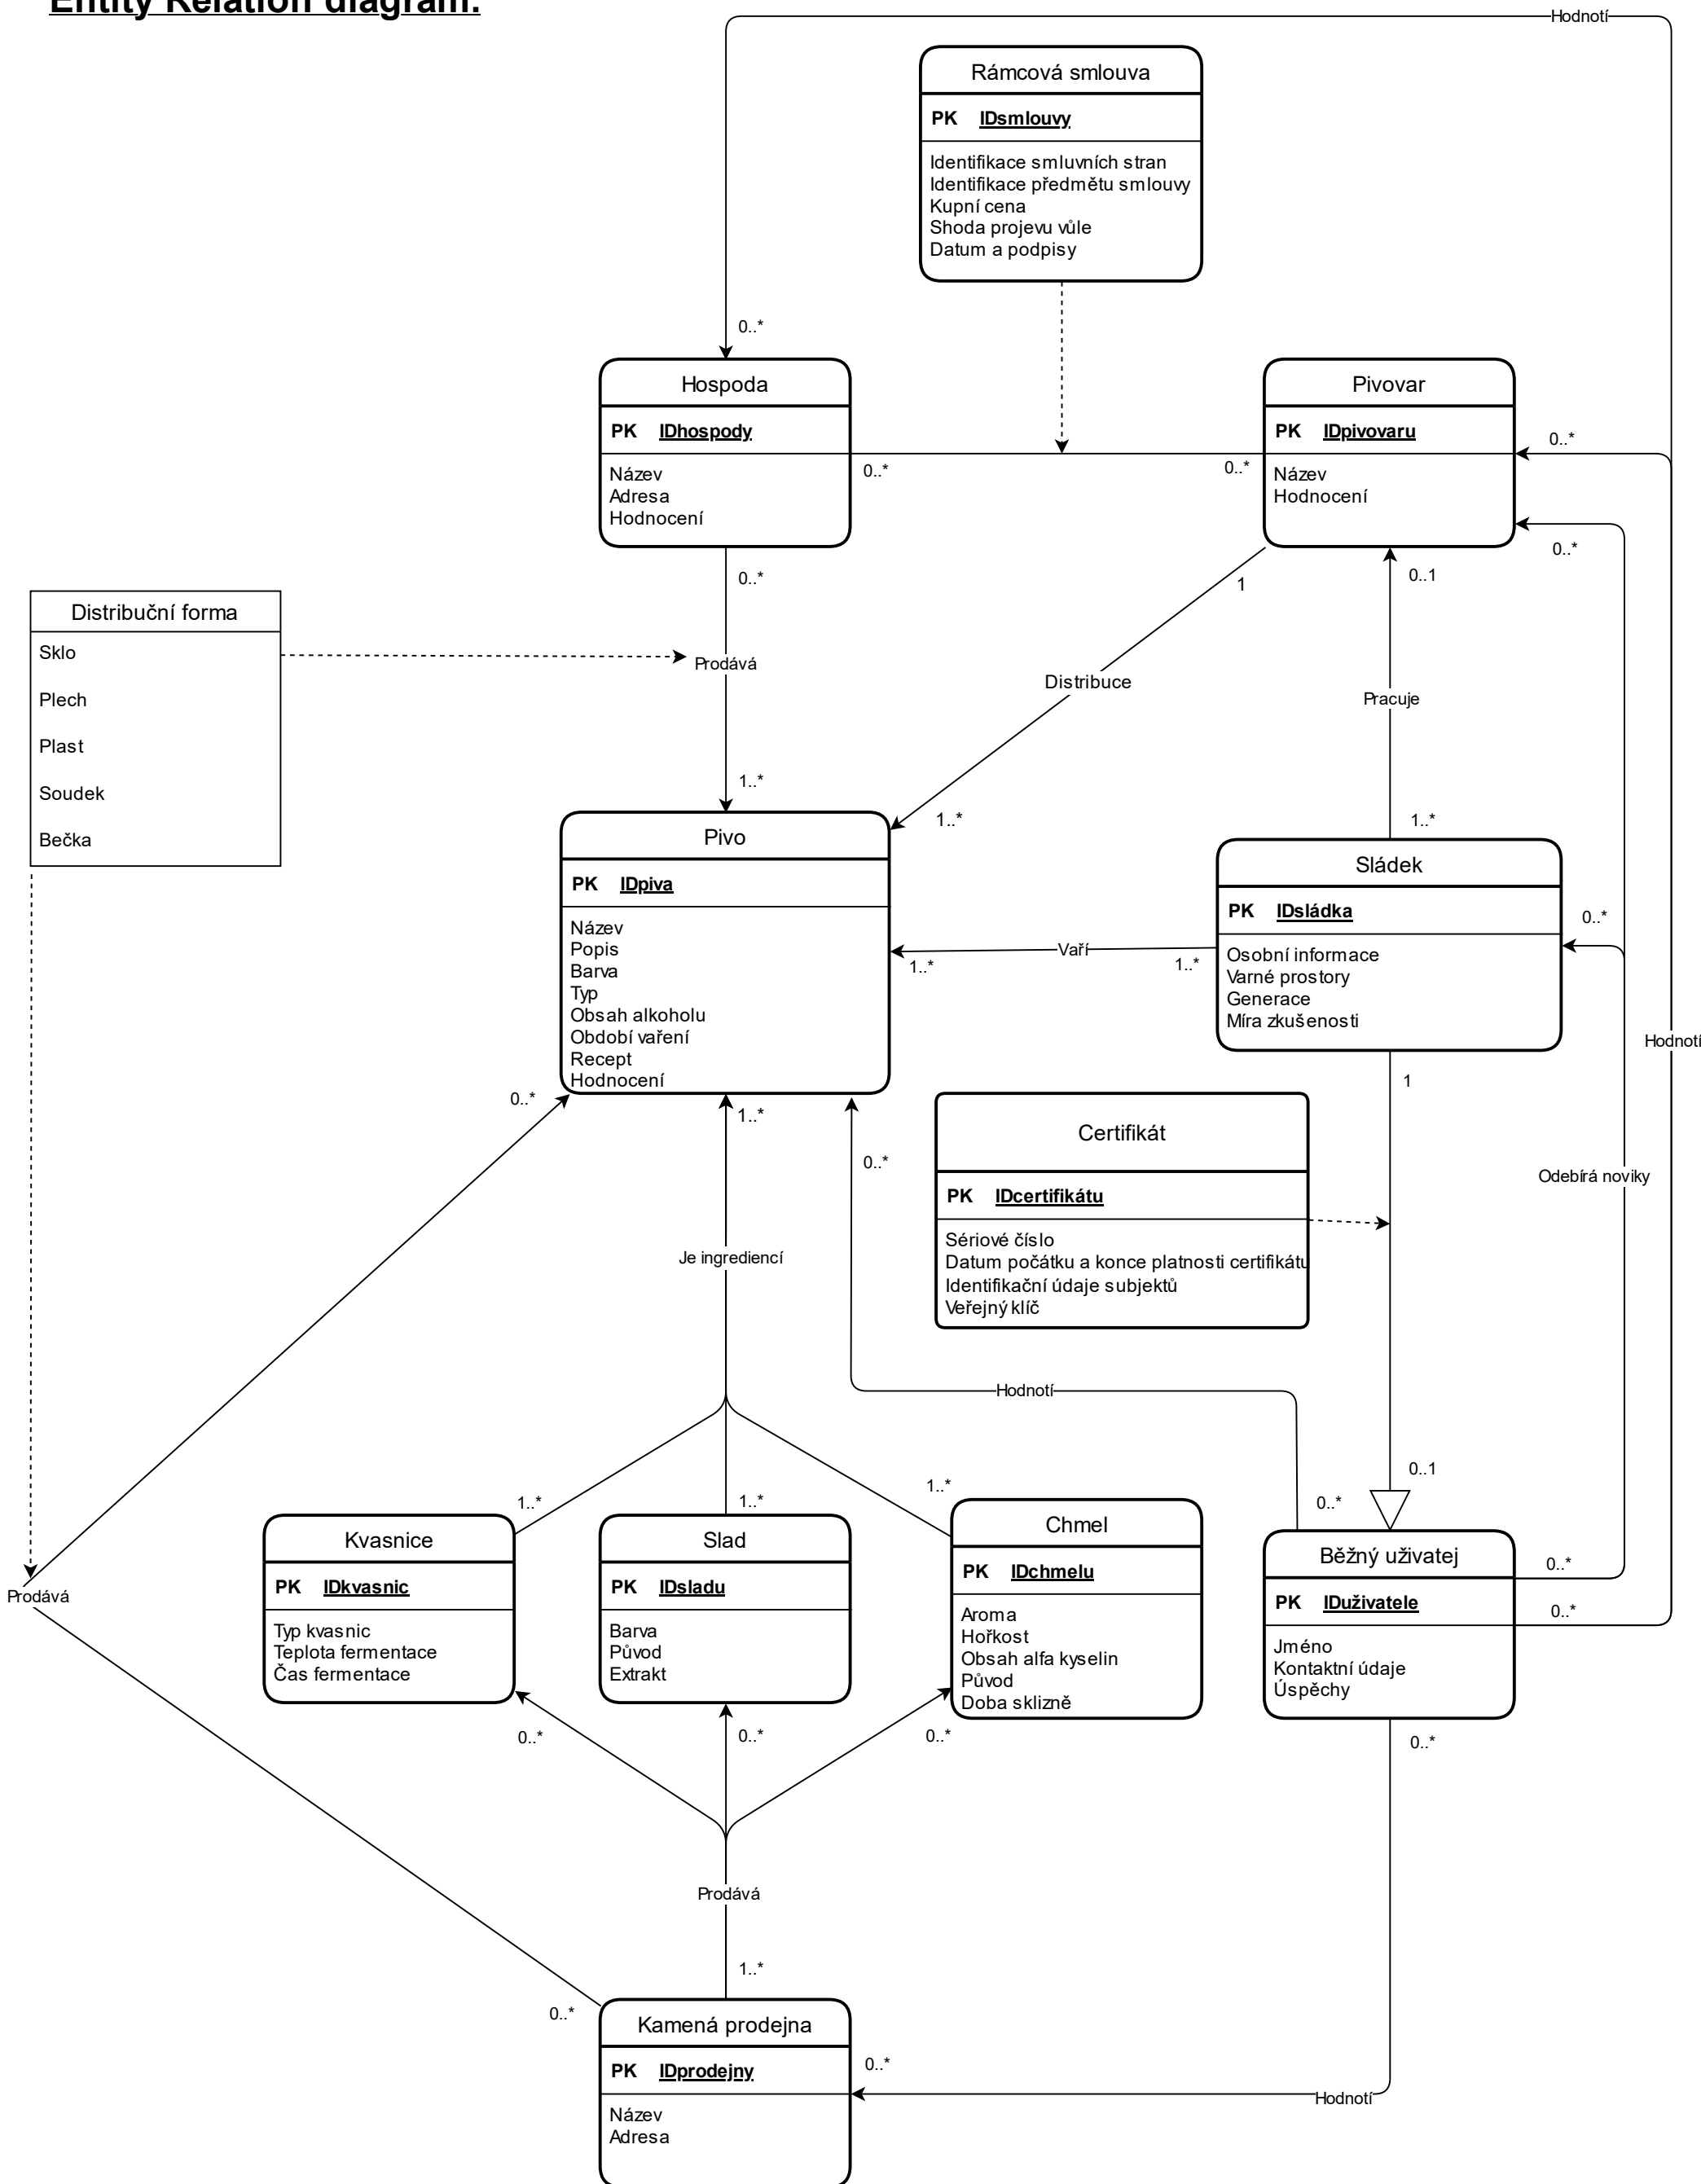 Entity Relation diagram:
Hodnotí
Rámcová smlouva
PK IDsmlouvy
Identifikace smluvních stran
Identifikace předmětu smlouvy
Kupní cena
Shoda projevu vůle
Datum a podpisy
0..*
Hospoda
PK IDhospody
Název
Adresa
Hodnocení
0..*
0..*
Pivovar
PK IDpivovaru
Název
Hodnocení
0..*
0..*
0..*
1
0..1
Distribuční forma
Sklo
Plech
Plast
Soudek
Bečka
Prodává
Distribuce
Pracuje
1..*
1..*
1..*
Pivo
PK IDpiva
Název
Popis
Barva
Typ
Obsah alkoholu
Období vaření
Recept
Hodnocení
Vaří
1..*
1..*
Sládek
PK IDsládka
Osobní informace
Varné prostory
Generace
Míra zkušenosti
0..*
Hodnotí
1
0..*
1..*
0..*
Certifikát
PK IDcertifikátu
Sériové číslo
Datum počátku a konce platnosti certifikátu
Identifikační údaje subjektů
Veřejný klíč
Odebírá noviky
Je ingrediencí
Hodnotí
0..1
1..*
1..*
1..*
0..*
Kvasnice
PK IDkvasnic
Typ kvasnic
Teplota fermentace
Čas fermentace
Slad
PK IDsladu
Barva
Původ
Extrakt
Chmel
PK IDchmelu
Aroma
Hořkost
Obsah alfa kyselin
Původ
Doba sklizně
Běžný uživatej
PK IDuživatele
Jméno
Kontaktní údaje
Úspěchy
0..*
0..*
Prodává
0..*
0..*
0..*
0..*
Prodává
1..*
0..*
Kamená prodejna
PK IDprodejny
Název
Adresa
0..*
Hodnotí